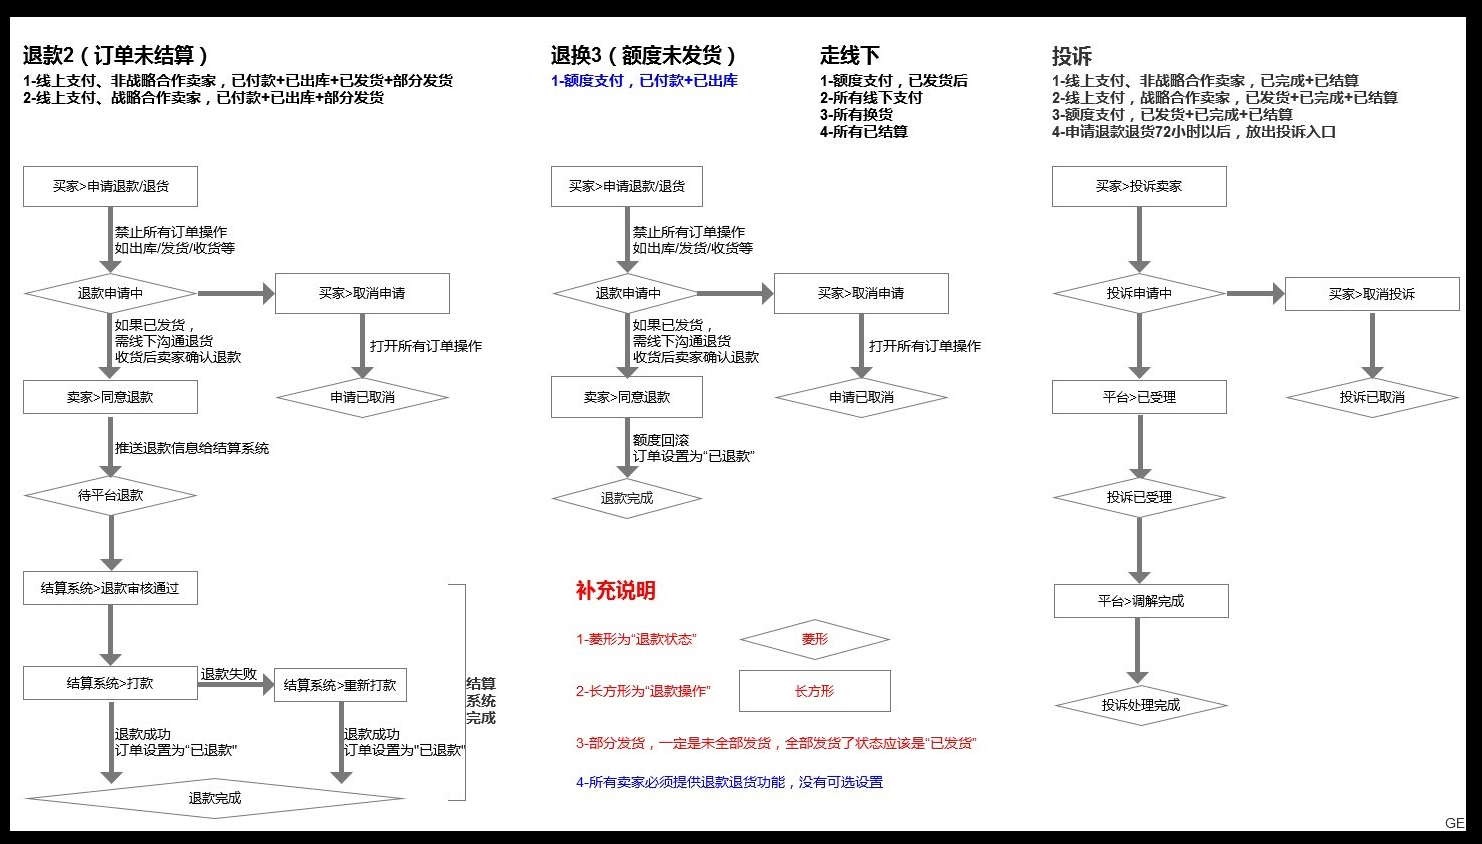 退款2（订单未结算）
1-线上支付、非战略合作卖家，已付款+已出库+已发货+部分发货
2-线上支付、战略合作卖家，已付款+已出库+部分发货
买家>申请退款/退货
禁止所有订单操作
如出库/发货/收货等
退款申请中
买家>取消申请
如果已发货，
需线下沟通退货
收货后卖家确认退款
打开所有订单操作
卖家>同意退款
申请已取消
推送退款信息给结算系统
待平台退款
结算系统>退款审核通过
结算系统>打款
退款失败
结算系统>重新打款
退款成功
订单设置为“已退款"
退款成功
订单设置为"已退款”
退款完成
结算
系统
完成
退换3（额度未发货）
1-额度支付，已付款+已出库
买家>申请退款/退货
禁止所有订单操作
如出库/发货/收货等
退款申请中
买家>取消申请
如果已发货，
需线下沟通退货
收货后卖家确认退款
打开所有订单操作
卖家>同意退款
申请已取消
额度回滚
订单设置为“已退款”
退款完成
走线下
1-额度支付，已发货后
2-所有线下支付
3-所有换货
4-所有已结算
补充说明
1-菱形为“退款状态”
菱形
2-长方形为“退款操作”
长方形
3-部分发货，一定是未全部发货，全部发货了状态应该是“已发货”
4-所有卖家必须提供退款退货功能，没有可选设置
投诉
1-线上支付、非战略合作卖家，已完成+已结算
2-线上支付，战略合作卖家，已发货+已完成+已结算
3-额度支付，已发货+已完成+已结算
4-申请退款退货72小时以后，放出投诉入口
买家>投诉卖家
投诉申请中
买家>取消投诉
平台>已受理
投诉已取消
投诉已受理
平台>调解完成
投诉处理完成
GE